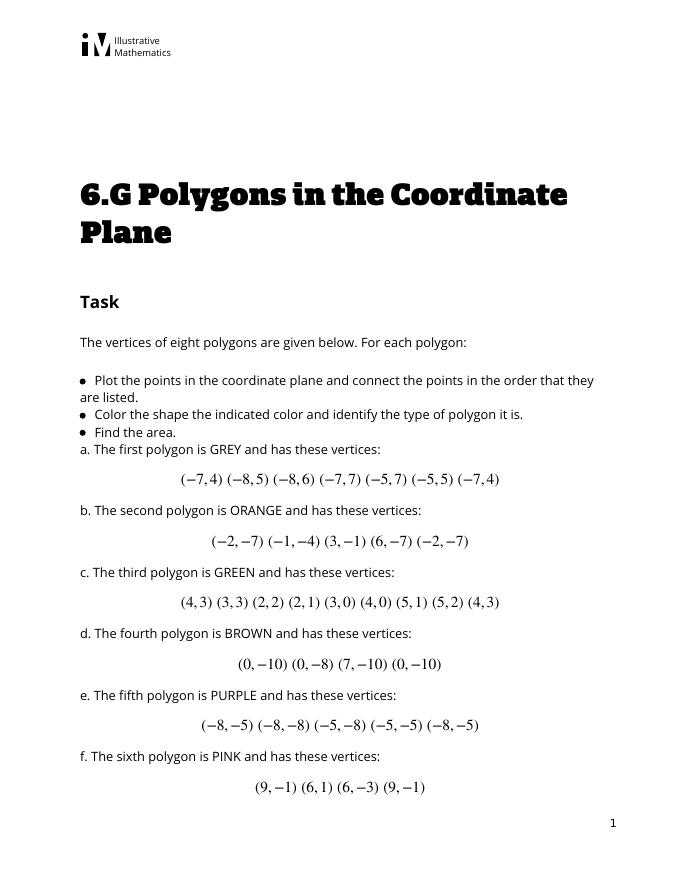 Illustrative
Mathematics
6.G Polygons in the Coordinate
Plane
Task
The vertices of eight polygons are given below. For each polygon:
● Plot the points in the coordinate plane and connect the points in the order that they
are listed.
● Color the shape the indicated color and identify the type of polygon it is.
● Find the area.
a. The first polygon is GREY and has these vertices:
(−7, 4) (−8, 5) (−8, 6) (−7, 7) (−5, 7) (−5, 5) (−7, 4)
b. The second polygon is ORANGE and has these vertices:
(−2, −7) (−1, −4) (3, −1) (6, −7) (−2, −7)
c. The third polygon is GREEN and has these vertices:
(4, 3) (3, 3) (2, 2) (2, 1) (3, 0) (4, 0) (5, 1) (5, 2) (4, 3)
d. The fourth polygon is BROWN and has these vertices:
(0, −10) (0, −8) (7, −10) (0, −10)
e. The fifth polygon is PURPLE and has these vertices:
(−8, −5) (−8, −8) (−5, −8) (−5, −5) (−8, −5)
f. The sixth polygon is PINK and has these vertices:
(9, −1) (6, 1) (6, −3) (9, −1)
1